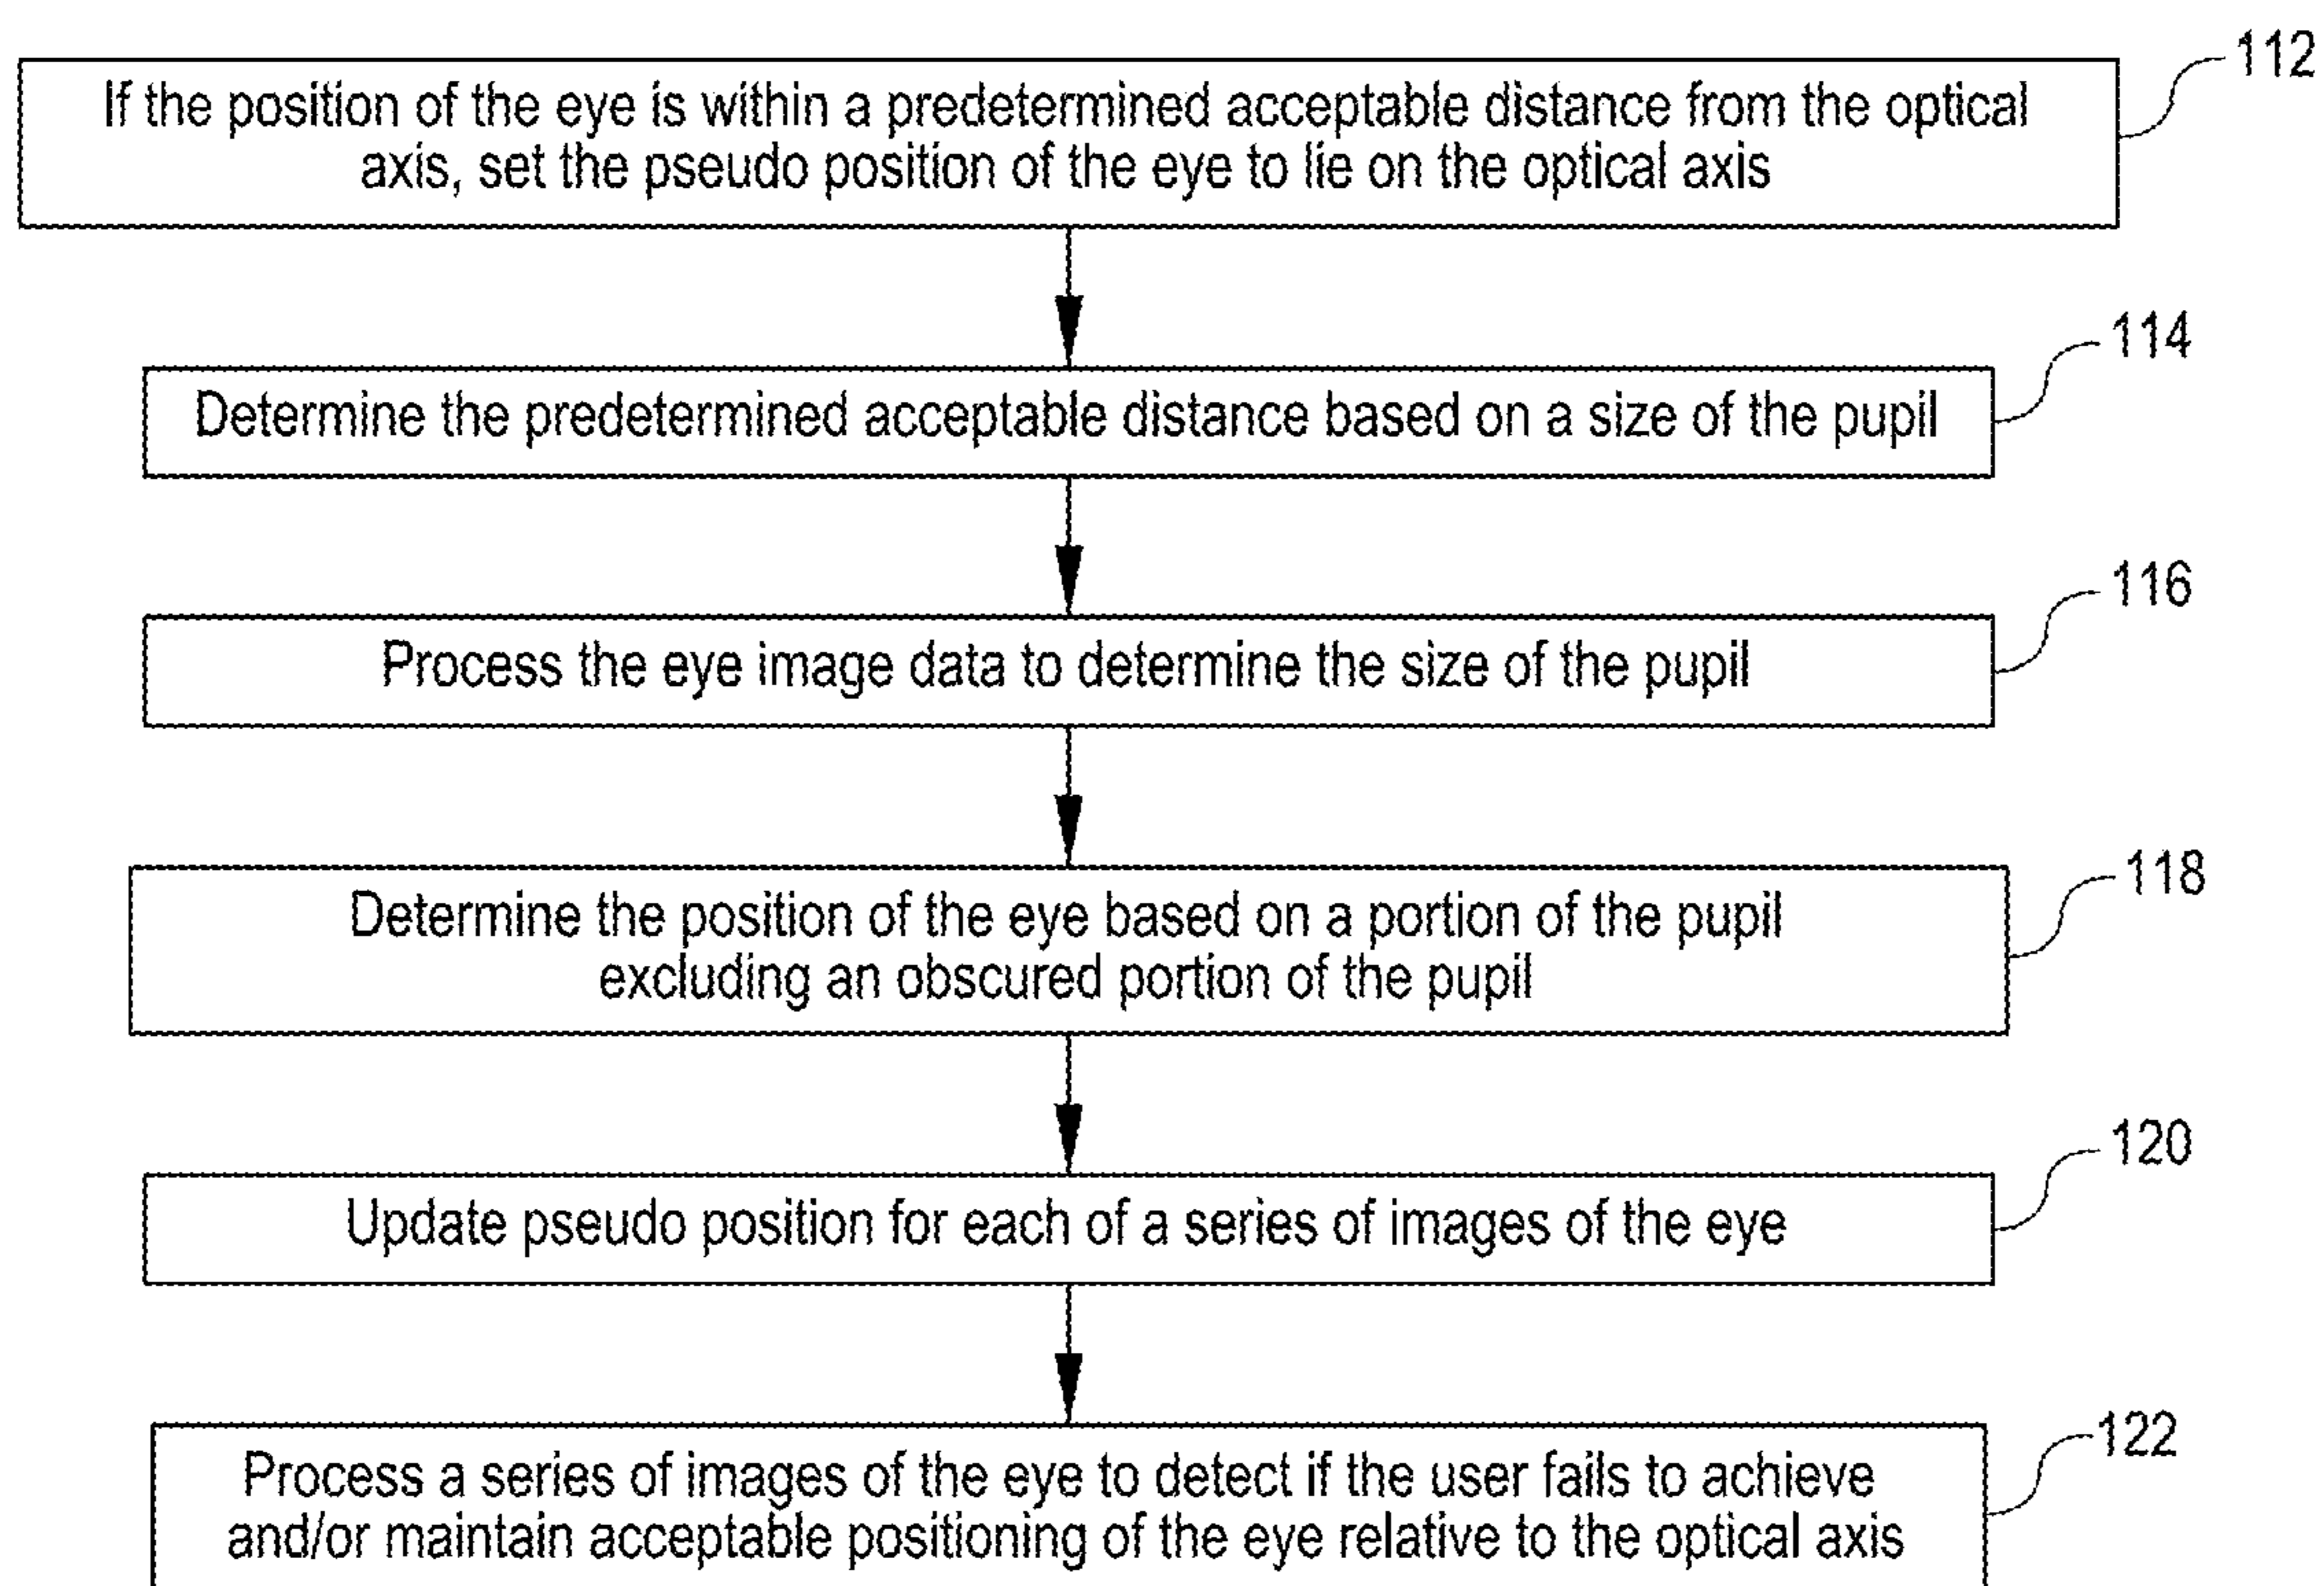 112
If the position of the eye is within a predetermined acceptable distance from the optical
axis, set the pseudo position of the eye to lie on the optical axis
114
Determine the predetermined acceptable distance based on a size of the pupil
116
Process the eye image data to determine the size of the pupil
118
Determine the position of the eye based on a portion of the pupil
excluding an obscured portion of the pupil
120
Update pseudo position for each of a series of images of the eye
122
Process a series of images of the eye to detect if the user fails to achieve
and/or maintain acceptable positioning of the eye relative to the optical axis